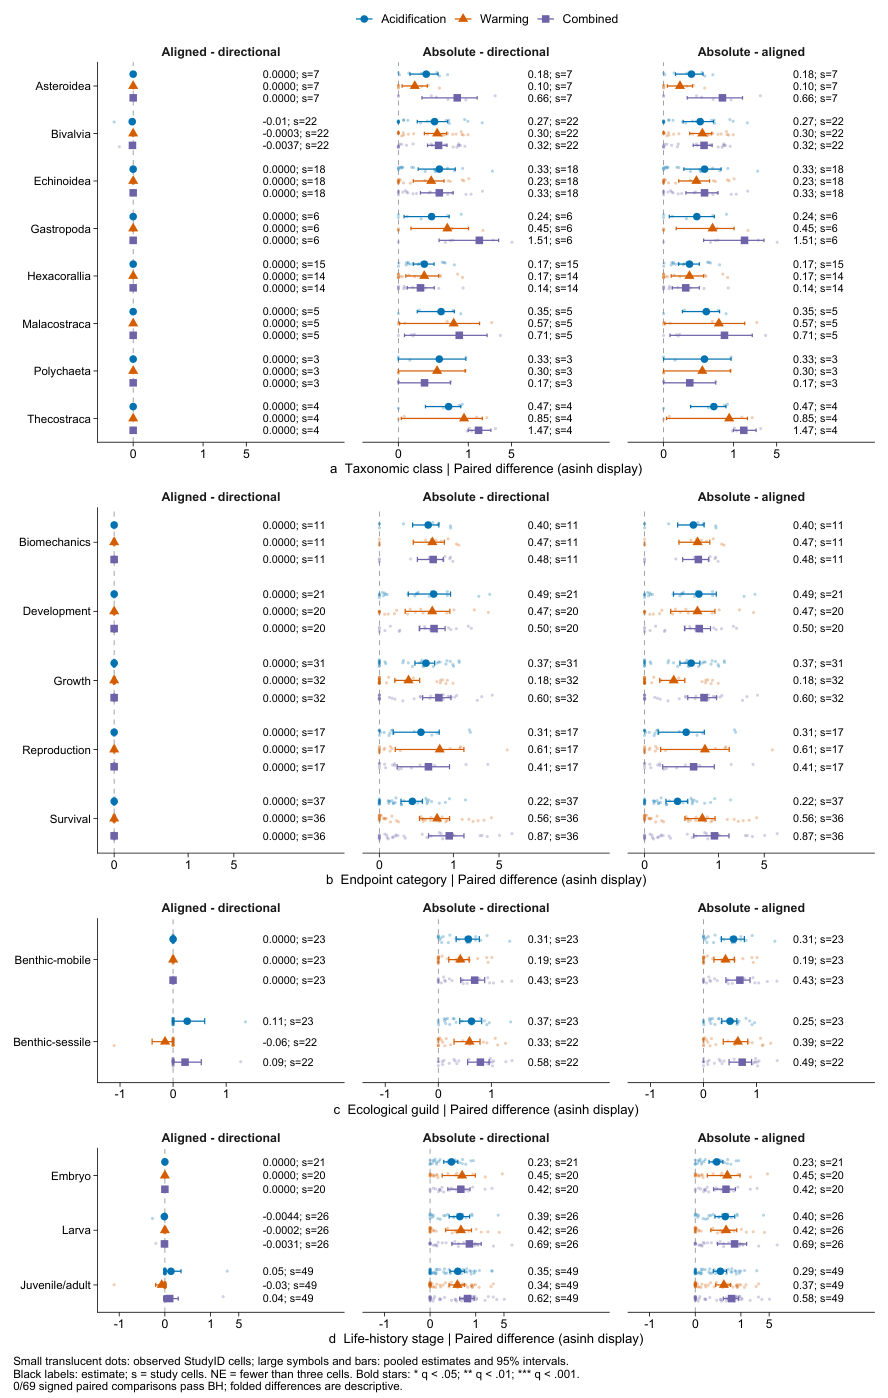 Acidification Warming Combined
Aligned - directional Absolute - directional Absolute - aligned
Asteroidea
0.0000; s=7 0.18; s=7 0.18; s=7
0.0000; s=7 0.10; s=7 0.10; s=7
0.0000; s=7 0.66; s=7 0.66; s=7
Bivalvia
-0.01; s=22 0.27; s=22 0.27; s=22
-0.0003; s=22 0.30; s=22 0.30; s=22
-0.0037; s=22 0.32; s=22 0.32; s=22
Echinoidea
0.0000; s=18 0.33; s=18 0.33; s=18
0.0000; s=18 0.23; s=18 0.23; s=18
0.0000; s=18 0.33; s=18 0.33; s=18
Gastropoda
0.0000; s=6 0.24; s=6 0.24; s=6
0.0000; s=6 0.45; s=6 0.45; s=6
0.0000; s=6 1.51; s=6 1.51; s=6
Hexacorallia
0.0000; s=15 0.17; s=15 0.17; s=15
0.0000; s=14 0.17; s=14 0.17; s=14
0.0000; s=14 0.14; s=14 0.14; s=14
Malacostraca
0.0000; s=5 0.35; s=5 0.35; s=5
0.0000; s=5 0.57; s=5 0.57; s=5
0.0000; s=5 0.71; s=5 0.71; s=5
Polychaeta
0.0000; s=3 0.33; s=3 0.33; s=3
0.0000; s=3 0.30; s=3 0.30; s=3
0.0000; s=3 0.17; s=3 0.17; s=3
Thecostraca
0.0000; s=4 0.47; s=4 0.47; s=4
0.0000; s=4 0.85; s=4 0.85; s=4
0.0000; s=4 1.47; s=4 1.47; s=4
0 1 5 0 1 5 0 1 5
a Taxonomic class | Paired difference (asinh display)
Aligned - directional Absolute - directional Absolute - aligned
Biomechanics
0.0000; s=11 0.40; s=11 0.40; s=11
0.0000; s=11 0.47; s=11 0.47; s=11
0.0000; s=11 0.48; s=11 0.48; s=11
Development
0.0000; s=21 0.49; s=21 0.49; s=21
0.0000; s=20 0.47; s=20 0.47; s=20
0.0000; s=20 0.50; s=20 0.50; s=20
Growth
0.0000; s=31 0.37; s=31 0.37; s=31
0.0000; s=32 0.18; s=32 0.18; s=32
0.0000; s=32 0.60; s=32 0.60; s=32
Reproduction
0.0000; s=17 0.31; s=17 0.31; s=17
0.0000; s=17 0.61; s=17 0.61; s=17
0.0000; s=17 0.41; s=17 0.41; s=17
Survival
0.0000; s=37 0.22; s=37 0.22; s=37
0.0000; s=36 0.56; s=36 0.56; s=36
0.0000; s=36 0.87; s=36 0.87; s=36
0 1 5 0 1 5 0 1 5
b Endpoint category | Paired difference (asinh display)
Aligned - directional Absolute - directional Absolute - aligned
Benthic-mobile
0.0000; s=23 0.31; s=23 0.31; s=23
0.0000; s=23 0.19; s=23 0.19; s=23
0.0000; s=23 0.43; s=23 0.43; s=23
Benthic-sessile
0.11; s=23 0.37; s=23 0.25; s=23
-0.06; s=22 0.33; s=22 0.39; s=22
0.09; s=22 0.58; s=22 0.49; s=22
-1 0 1 -1 0 1 -1 0 1
c Ecological guild | Paired difference (asinh display)
Aligned - directional Absolute - directional Absolute - aligned
Embryo
0.0000; s=21 0.23; s=21 0.23; s=21
0.0000; s=20 0.45; s=20 0.45; s=20
0.0000; s=20 0.42; s=20 0.42; s=20
Larva
-0.0044; s=26 0.39; s=26 0.40; s=26
-0.0002; s=26 0.42; s=26 0.42; s=26
-0.0031; s=26 0.69; s=26 0.69; s=26
Juvenile/adult
0.05; s=49 0.35; s=49 0.29; s=49
-0.03; s=49 0.34; s=49 0.37; s=49
0.04; s=49 0.62; s=49 0.58; s=49
-1 0 1 5 -1 0 1 5 -1 0 1 5
d Life-history stage | Paired difference (asinh display)
Small translucent dots: observed StudyID cells; large symbols and bars: pooled estimates and 95% intervals.
Black labels: estimate; s = study cells. NE = fewer than three cells. Bold stars: * q < .05; ** q < .01; *** q < .001.
0/69 signed paired comparisons pass BH; folded differences are descriptive.